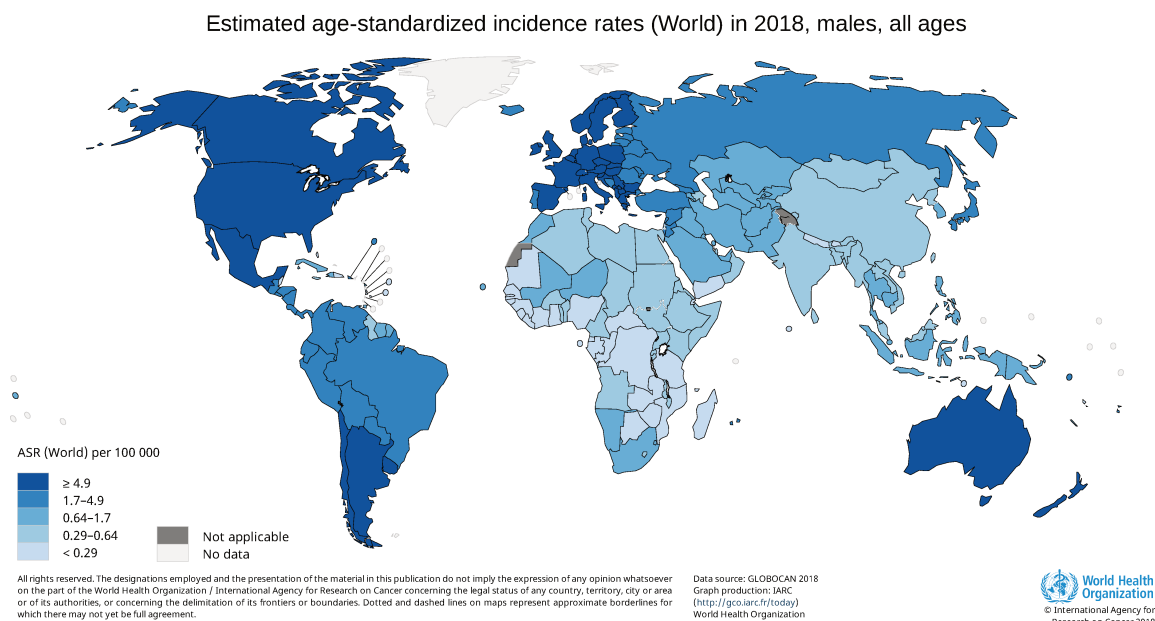 Estimated age-standardized incidence rates (World) in 2018, males, all ages
ASR (World) per 100 000
≥ 4.9
1.7–4.9
0.64–1.7
0.29–0.64
< 0.29
Not applicable
No data
All rights reserved. The designations employed and the presentation of the material in this publication do not imply the expression of any opinion whatsoever
on the part of the World Health Organization / International Agency for Research on Cancer concerning the legal status of any country, territory, city or area
or of its authorities, or concerning the delimitation of its frontiers or boundaries. Dotted and dashed lines on maps represent approximate borderlines for
which there may not yet be full agreement.
Data source: GLOBOCAN 2018
Graph production: IARC
(http://gco.iarc.fr/today)
World Health Organization
World Health
Organization
© International Agency for
Research on Cancer 2018